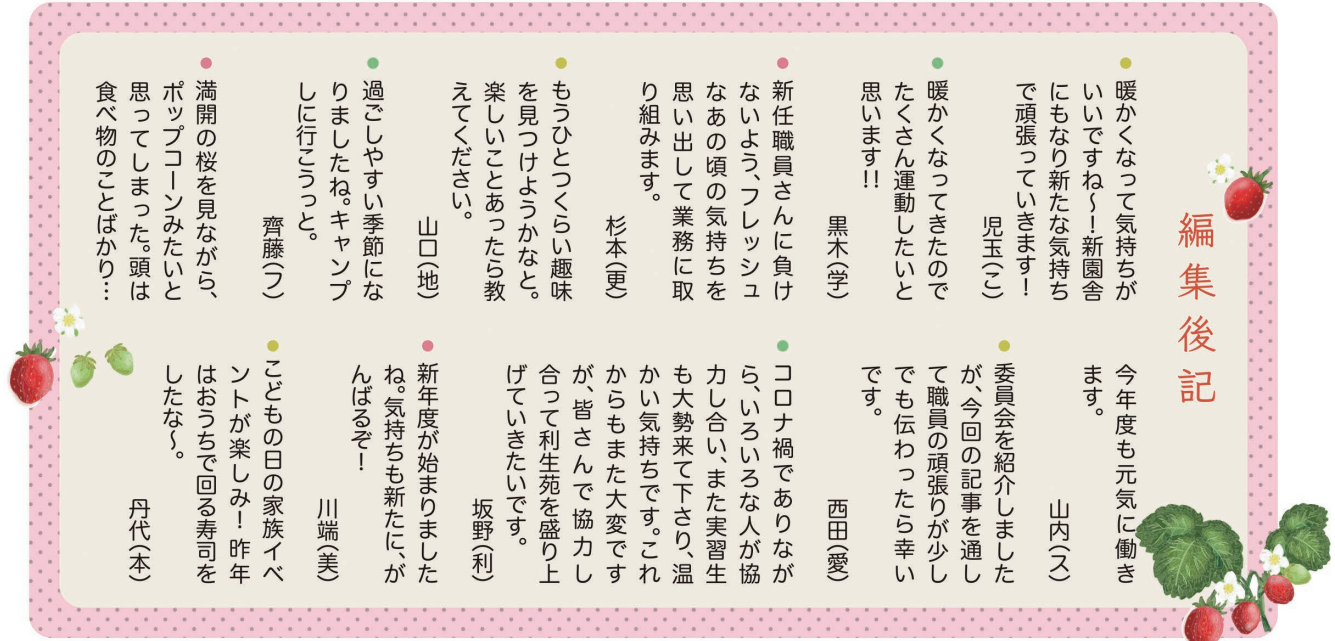 編集後記
●暖かくなって気持ちが
いいですね～！新園舎
にもなり新たな気持ち
で頑張っていきます！
児玉（こ）
●暖かくなってきたので
たくさん運動したいと
思います!!
黒木（学）
●新任職員さんに負け
ないよう、フレッシュ
なあの頃の気持ちを
思い出して業務に取
り組みます。
杉本（更）
●もうひとつくらい趣味
を見つけようかなと。
楽しいことあったら教
えてください。
山口（地）
●過ごしやすい季節にな
りましたね。キャンプ
しに行こうっと。
齊藤（フ）
●満開の桜を見ながら、
ポップコーンみたいと
思ってしまった。頭は
食べ物のことばかり…
今年度も元気に働き
ます。
山内（ス）
●委員会を紹介しました
が、今回の記事を通し
て職員の頑張りが少し
でも伝わったら幸い
です。
西田（愛）
●コロナ禍でありなが
ら、いろいろな人が協
力し合い、また実習生
も大勢来て下さり、温
かい気持ちです。これ
からもまた大変です
が、皆さんで協力し
合って利生苑を盛り上
げていきたいです。
坂野（利）
●新年度が始まりました
ね。気持ちも新たに、が
んばるぞ！
川端（美）
●こどもの日の家族イベ
ントが楽しみ！昨年
はおうちで回る寿司を
したな～。
丹代（本）